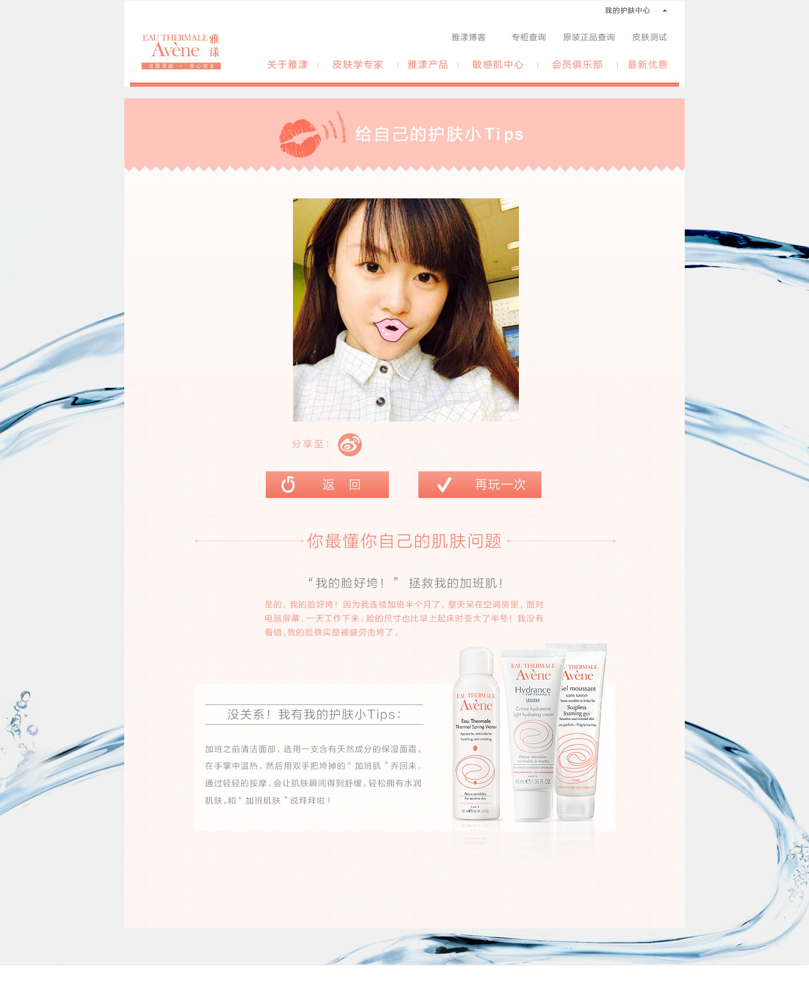 我的护肤中心
EAU THERMALE
Avène
雅漾
法国活泉 · 安心安全
雅漾博客 专柜查询 原装正品查询 皮肤测试
关于雅漾 皮肤学专家 雅漾产品 敏感肌中心 会员俱乐部 最新优惠
给自己的护肤小Tips
分享至：
返 回
再玩一次
你最懂你自己的肌肤问题
“我的脸好垮！” 拯救我的加班肌！
是的，我的脸好垮！因为我连续加班半个月了，整天呆在空调房里，面对
电脑屏幕，一天工作下来，脸的尺寸也比早上起床时变大了半号！我没有
看错，我的脸确实是被疲劳击垮了。
没关系！我有我的护肤小Tips：
加班之前清洁面部，选用一支含有天然成分的保湿面霜。
在手掌中温热，然后用双手把垮掉的“加班肌”乔回来，
通过轻轻的按摩，会让肌肤瞬间得到舒缓，轻松拥有水润
肌肤。和“加班肌肤”说拜拜啦！
EAU THERMALE
Avène
Eau Thermale
Thermal Spring Water
Apaisante, anti-irritante
Soothing, anti-irritating
Peaux sensibles
For sensitive skin
PARIS
EAU THERMALE
Avène
Hydrance
OPTIMALE
LÉGÈRE
Crème hydratante
Light hydrating cream
Peaux sensibles
normales à mixtes
PARIS
40 ml ℮/1.35 FL. OZ.
AU THERMALE
Avène
Gel moussant
sans savon
Peaux sensibles et irritables
Soapless
foaming gel
Sensitive and irritated skin
ans parfum - Fragrance-free
PARIS